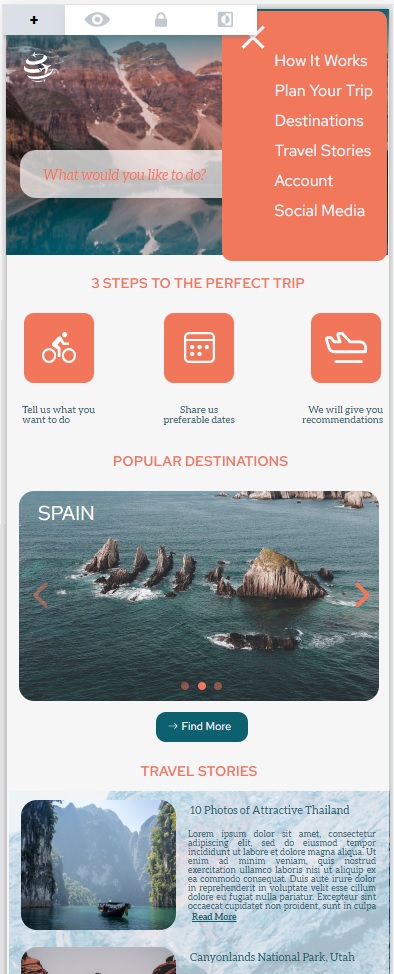 How It Works
Plan Your Trip
Destinations
Travel Stories
Account
Social Media
What would you like to do?
3 STEPS TO THE PERFECT TRIP
Tell us what you
want to do
Share us
preferable dates
We will give you
recommendations
POPULAR DESTINATIONS
SPAIN
→ Find More
TRAVEL STORIES
10 Photos of Attractive Thailand
Lorem ipsum dolor sit amet, consectetur
adipiscing elit, sed do eiusmod tempor
incididunt ut labore et dolore magna aliqua. Ut
enim ad minim veniam, quis nostrud
exercitation ullamco laboris nisi ut aliquip ex
ea commodo consequat. Duis aute irure dolor
in reprehenderit in voluptate velit esse cillum
dolore eu fugiat nulla pariatur. Excepteur sint
occaecat cupidatat non proident, sunt in culpa
Read More
Canyonlands National Park, Utah